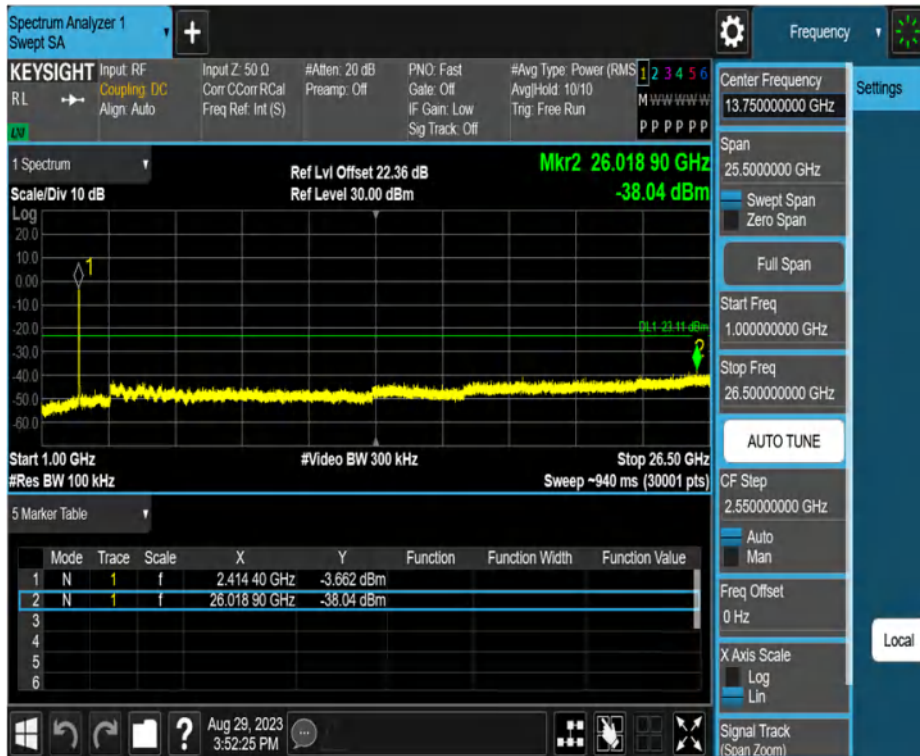 Spectrum Analyzer 1
Swept SA
+
Frequency
KEYSIGHT
RL
LXI
Input: RF
Coupling: DC
Align: Auto
Input Z: 50 Ω
Corr CCorr RCal
Freq Ref: Int (S)
#Atten: 20 dB
Preamp: Off
PNO: Fast
Gate: Off
IF Gain: Low
Sig Track: Off
#Avg Type: Power (RMS
Avg|Hold: 10/10
Trig: Free Run
1 2 3 4 5 6
M W W W W W
P P P P P P
Center Frequency
13.750000000 GHz
Settings
1 Spectrum
Scale/Div 10 dB
Ref Lvl Offset 22.36 dB
Ref Level 30.00 dBm
Mkr2 26.018 90 GHz
-38.04 dBm
Log
20.0
10.0
0.00
-10.0
-20.0
-30.0
-40.0
-50.0
-60.0
1
DL1 -23.11 dBm
2
Start 1.00 GHz
#Res BW 100 kHz
#Video BW 300 kHz
Stop 26.50 GHz
Sweep ~940 ms (30001 pts)
Span
25.5000000 GHz
Swept Span
Zero Span
Full Span
Start Freq
1.000000000 GHz
Stop Freq
26.500000000 GHz
AUTO TUNE
CF Step
2.550000000 GHz
Auto
Man
Freq Offset
0 Hz
X Axis Scale
Log
Lin
Signal Track
(Span Zoom)
Local
5 Marker Table
Mode Trace Scale X Y Function Function Width Function Value
1 N 1 f 2.414 40 GHz -3.662 dBm
2 N 1 f 26.018 90 GHz -38.04 dBm
3
4
5
6
?
Aug 29, 2023
3:52:25 PM